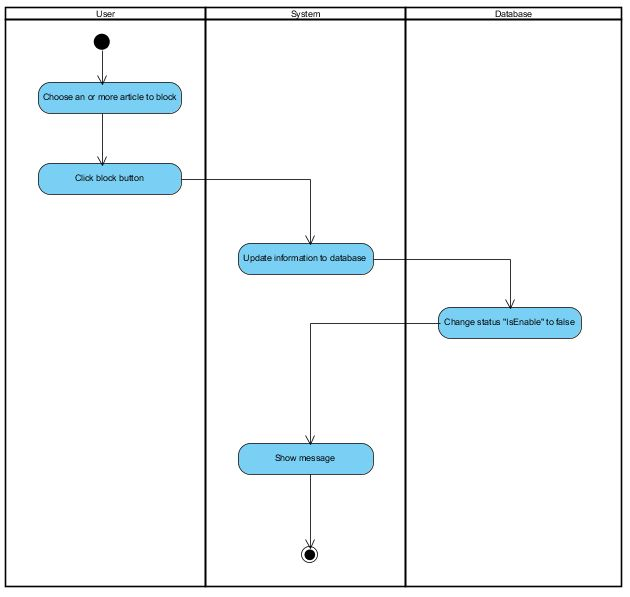 User
System
Database
Choose an or more article to block
Click block button
Update information to database
Change status "IsEnable" to false
Show message